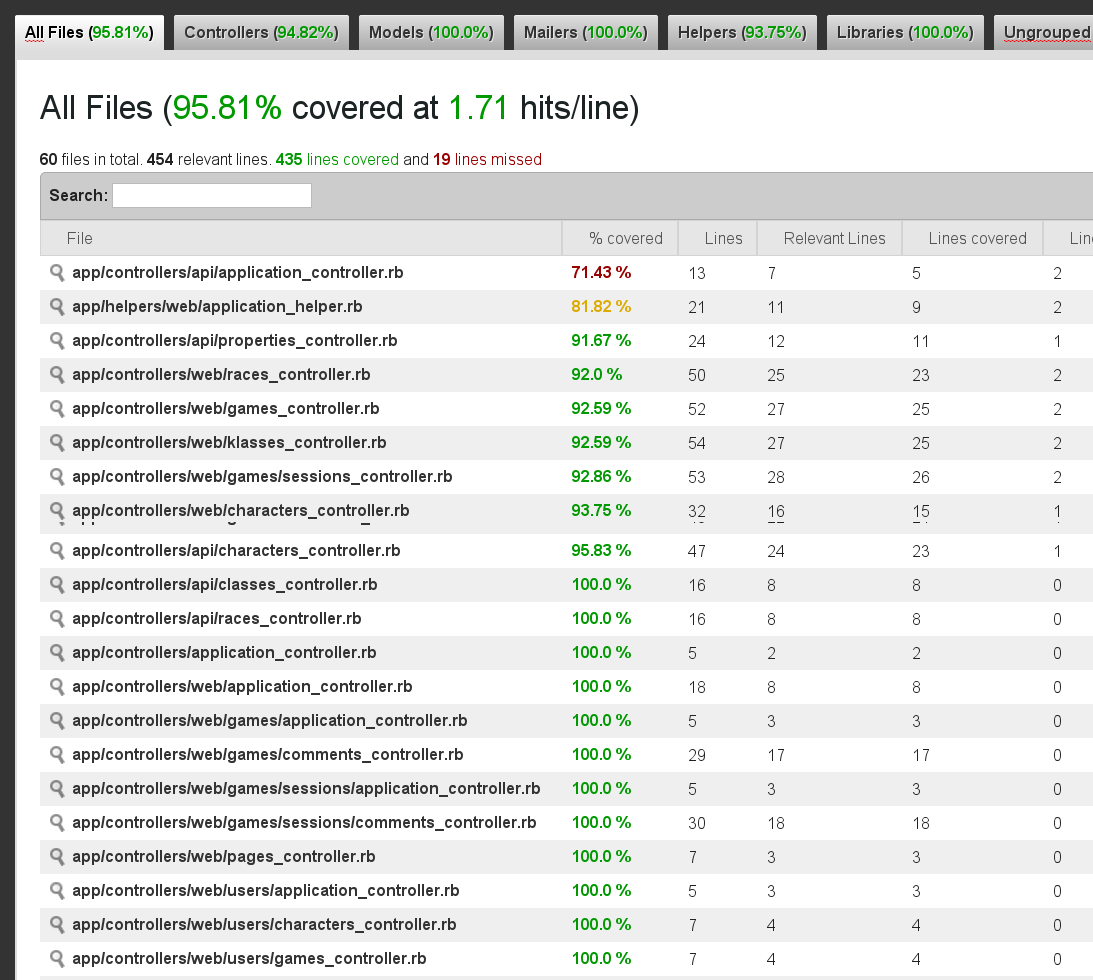 All Files (95.81%) Controllers (94.82%) Models (100.0%) Mailers (100.0%) Helpers (93.75%) Libraries (100.0%) Ungrouped
All Files (95.81% covered at 1.71 hits/line)
60 files in total. 454 relevant lines. 435 lines covered and 19 lines missed
Search:
File % covered Lines Relevant Lines Lines covered
app/controllers/api/application_controller.rb 71.43 % 13 7 5 2
app/helpers/web/application_helper.rb 81.82 % 21 11 9 2
app/controllers/api/properties_controller.rb 91.67 % 24 12 11 1
app/controllers/web/races_controller.rb 92.0 % 50 25 23 2
app/controllers/web/games_controller.rb 92.59 % 52 27 25 2
app/controllers/web/klasses_controller.rb 92.59 % 54 27 25 2
app/controllers/web/games/sessions_controller.rb 92.86 % 53 28 26 2
app/controllers/web/characters_controller.rb 93.75 % 32 16 15 1
app/controllers/api/characters_controller.rb 95.83 % 47 24 23 1
app/controllers/api/classes_controller.rb 100.0 % 16 8 8 0
app/controllers/api/races_controller.rb 100.0 % 16 8 8 0
app/controllers/application_controller.rb 100.0 % 5 2 2 0
app/controllers/web/application_controller.rb 100.0 % 18 8 8 0
app/controllers/web/games/application_controller.rb 100.0 % 5 3 3 0
app/controllers/web/games/comments_controller.rb 100.0 % 29 17 17 0
app/controllers/web/games/sessions/application_controller.rb 100.0 % 5 3 3 0
app/controllers/web/games/sessions/comments_controller.rb 100.0 % 30 18 18 0
app/controllers/web/pages_controller.rb 100.0 % 7 3 3 0
app/controllers/web/users/application_controller.rb 100.0 % 5 3 3 0
app/controllers/web/users/characters_controller.rb 100.0 % 7 4 4 0
app/controllers/web/users/games_controller.rb 100.0 % 7 4 4 0